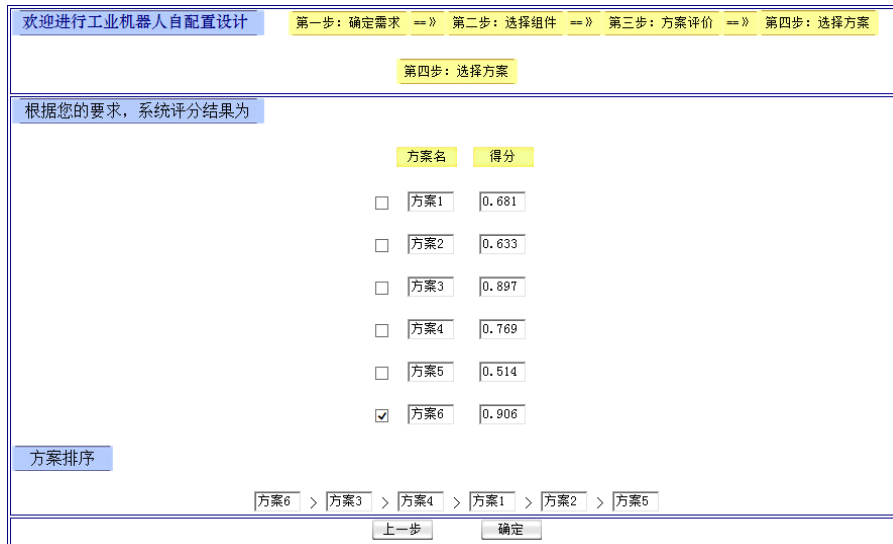 欢迎进行工业机器人自配置设计 第一步：确定需求 ==》 第二步：选择组件 ==》 第三步：方案评价 ==》 第四步：选择方案
第四步：选择方案
根据您的要求，系统评分结果为
方案名 得分
方案1 0.681
方案2 0.633
方案3 0.897
方案4 0.769
方案5 0.514
方案6 0.906
方案排序
方案6 > 方案3 > 方案4 > 方案1 > 方案2 > 方案5
上一步 确定